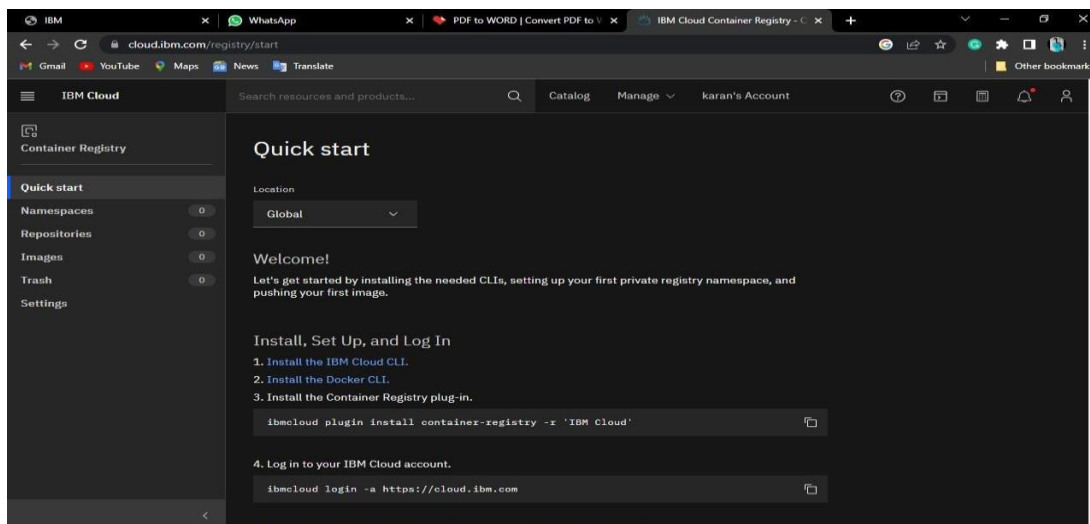 IBM
WhatsApp
PDF to WORD | Convert PDF to
IBM Cloud Container Registry - C
cloud.ibm.com/registry/start
Gmail YouTube Maps News Translate Other bookmark
IBM Cloud Search resources and products... Catalog Manage karan's Account
Container Registry
Quick start
Namespaces 0
Repositories 0
Images 0
Trash 0
Settings
Quick start
Location
Global
Welcome!
Let's get started by installing the needed CLIs, setting up your first private registry namespace, and
pushing your first image.
Install, Set Up, and Log In
1. Install the IBM Cloud CLI.
2. Install the Docker CLI.
3. Install the Container Registry plug-in.
ibmcloud plugin install container-registry -r 'IBM Cloud'
4. Log in to your IBM Cloud account.
ibmcloud login -a https://cloud.ibm.com